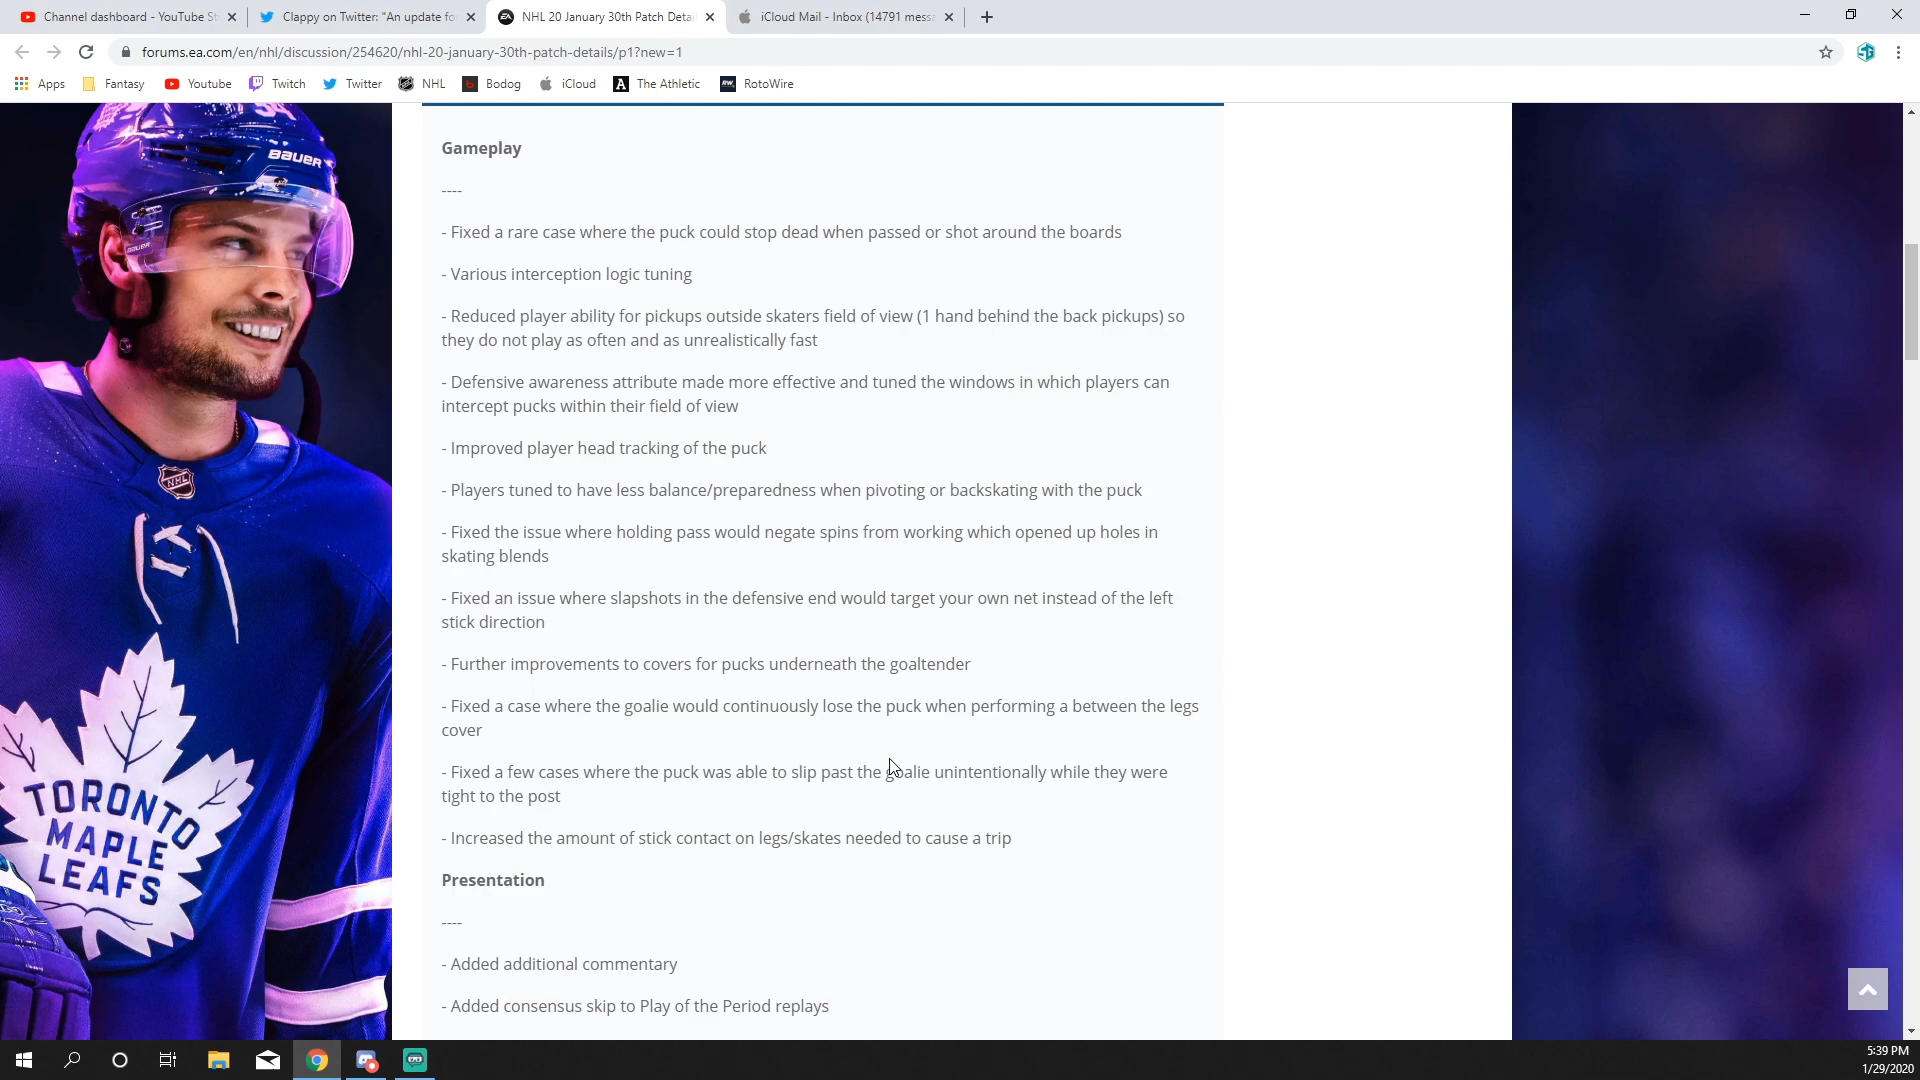 Channel dashboard - YouTube St
Clappy on Twitter: "An update fo
NHL 20 January 30th Patch Detai
iCloud Mail - Inbox (14791 messa
forums.ea.com/en/nhl/discussion/254620/nhl-20-january-30th-patch-details/p1?new=1
Apps Fantasy Youtube Twitch Twitter NHL Bodog iCloud The Athletic RotoWire
BAUER
BAUER
NHL
TORONTO
MAPLE
LEAFS
Gameplay
----
- Fixed a rare case where the puck could stop dead when passed or shot around the boards
- Various interception logic tuning
- Reduced player ability for pickups outside skaters field of view (1 hand behind the back pickups) so
they do not play as often and as unrealistically fast
- Defensive awareness attribute made more effective and tuned the windows in which players can
intercept pucks within their field of view
- Improved player head tracking of the puck
- Players tuned to have less balance/preparedness when pivoting or backskating with the puck
- Fixed the issue where holding pass would negate spins from working which opened up holes in
skating blends
- Fixed an issue where slapshots in the defensive end would target your own net instead of the left
stick direction
- Further improvements to covers for pucks underneath the goaltender
- Fixed a case where the goalie would continuously lose the puck when performing a between the legs
cover
- Fixed a few cases where the puck was able to slip past the goalie unintentionally while they were
tight to the post
- Increased the amount of stick contact on legs/skates needed to cause a trip
Presentation
----
- Added additional commentary
- Added consensus skip to Play of the Period replays
5:39 PM
1/29/2020